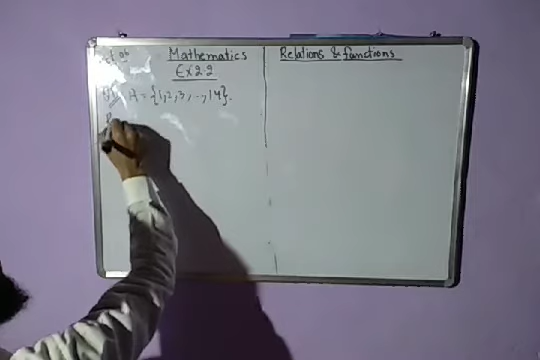 Mathematics
Ex 2.2
A = {1, 2, 3, ..., 14}.
R
Relations & functions